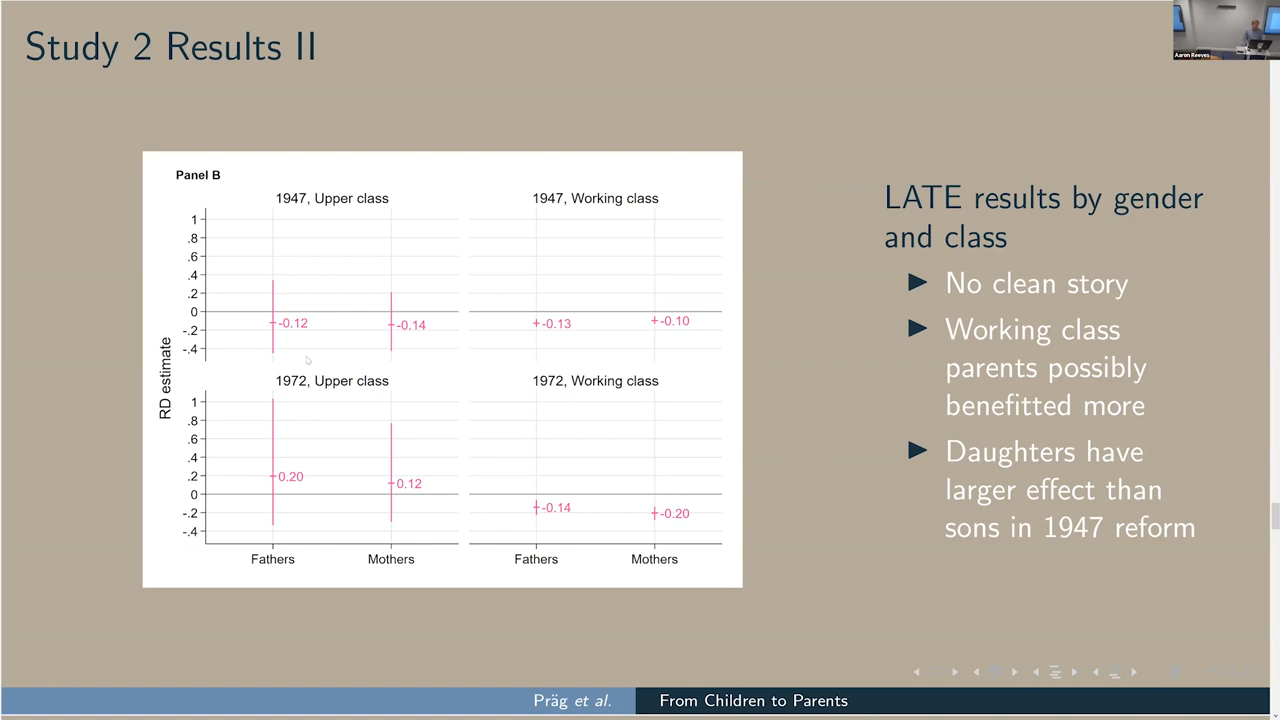 Study 2 Results II
Aaron Reeves
Panel B
1947, Upper class
1947, Working class
1
.8
.6
.4
.2
0
-.2
-.4
-0.12
-0.14
-0.13
-0.10
RD estimate
1972, Upper class
1972, Working class
1
.8
.6
.4
.2
0
-.2
-.4
0.20
0.12
-0.14
-0.20
Fathers
Mothers
Fathers
Mothers
LATE results by gender
and class
No clean story
Working class
parents possibly
benefitted more
Daughters have
larger effect than
sons in 1947 reform
Präg et al.
From Children to Parents